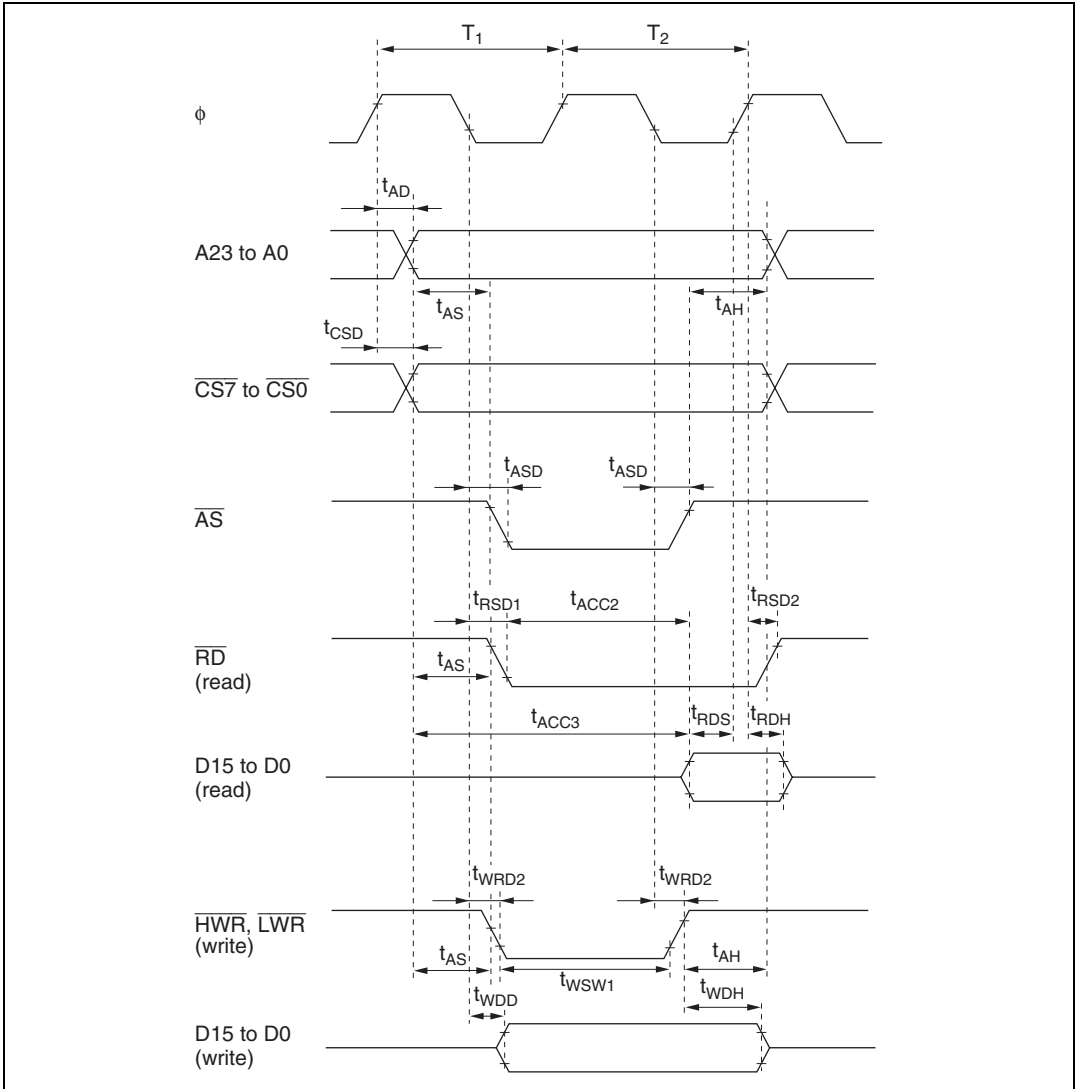 T1 T2
ϕ
tAD
A23 to A0
tAS tAH
tCSD
CS7 to CS0
tASD tASD
AS
tRSD1 tACC2 tRSD2
RD
(read)
tAS
tACC3 tRDS tRDH
D15 to D0
(read)
tWRD2 tWRD2
HWR, LWR
(write)
tAS tWSW1 tAH
tWDD tWDH
D15 to D0
(write)